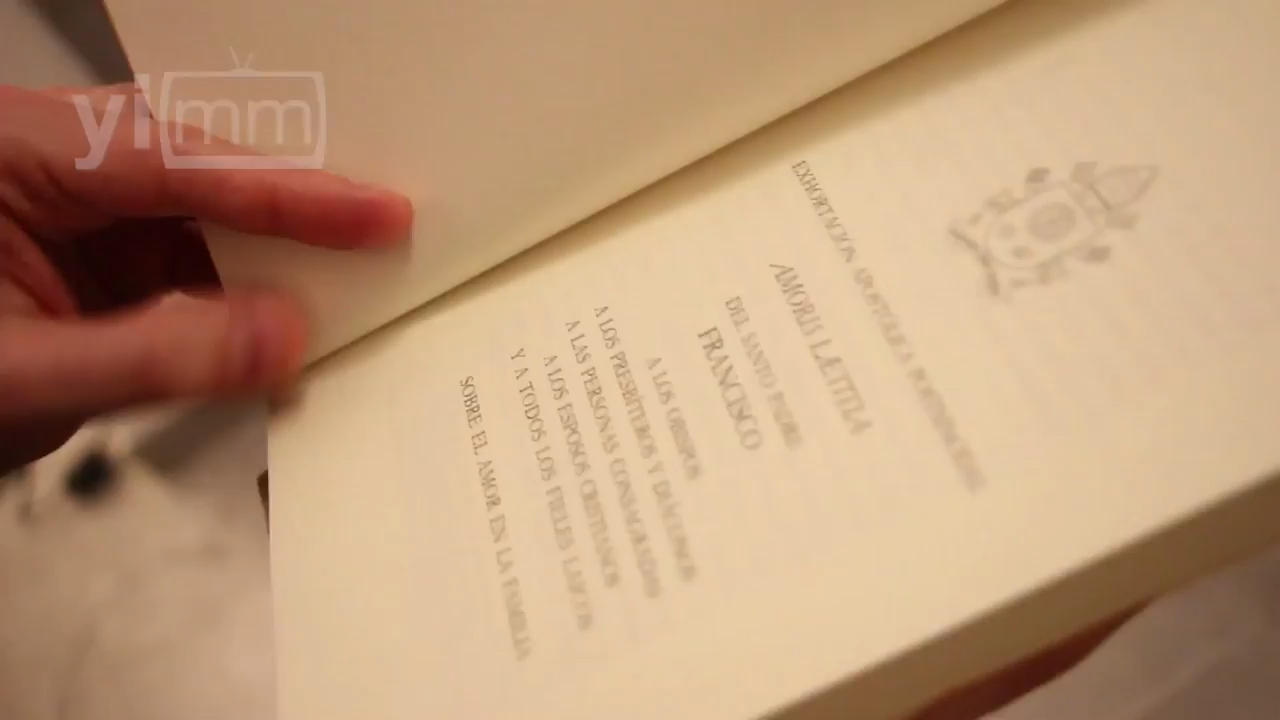 yimm
EXHORTACIÓN APOSTÓLICA POSTSINODAL
AMORIS LÆTITIA
DEL SANTO PADRE
FRANCISCO
A LOS OBISPOS
A LOS PRESBÍTEROS Y DIÁCONOS
A LAS PERSONAS CONSAGRADAS
A LOS ESPOSOS CRISTIANOS
Y A TODOS LOS FIELES LAICOS
SOBRE EL AMOR EN LA FAMILIA